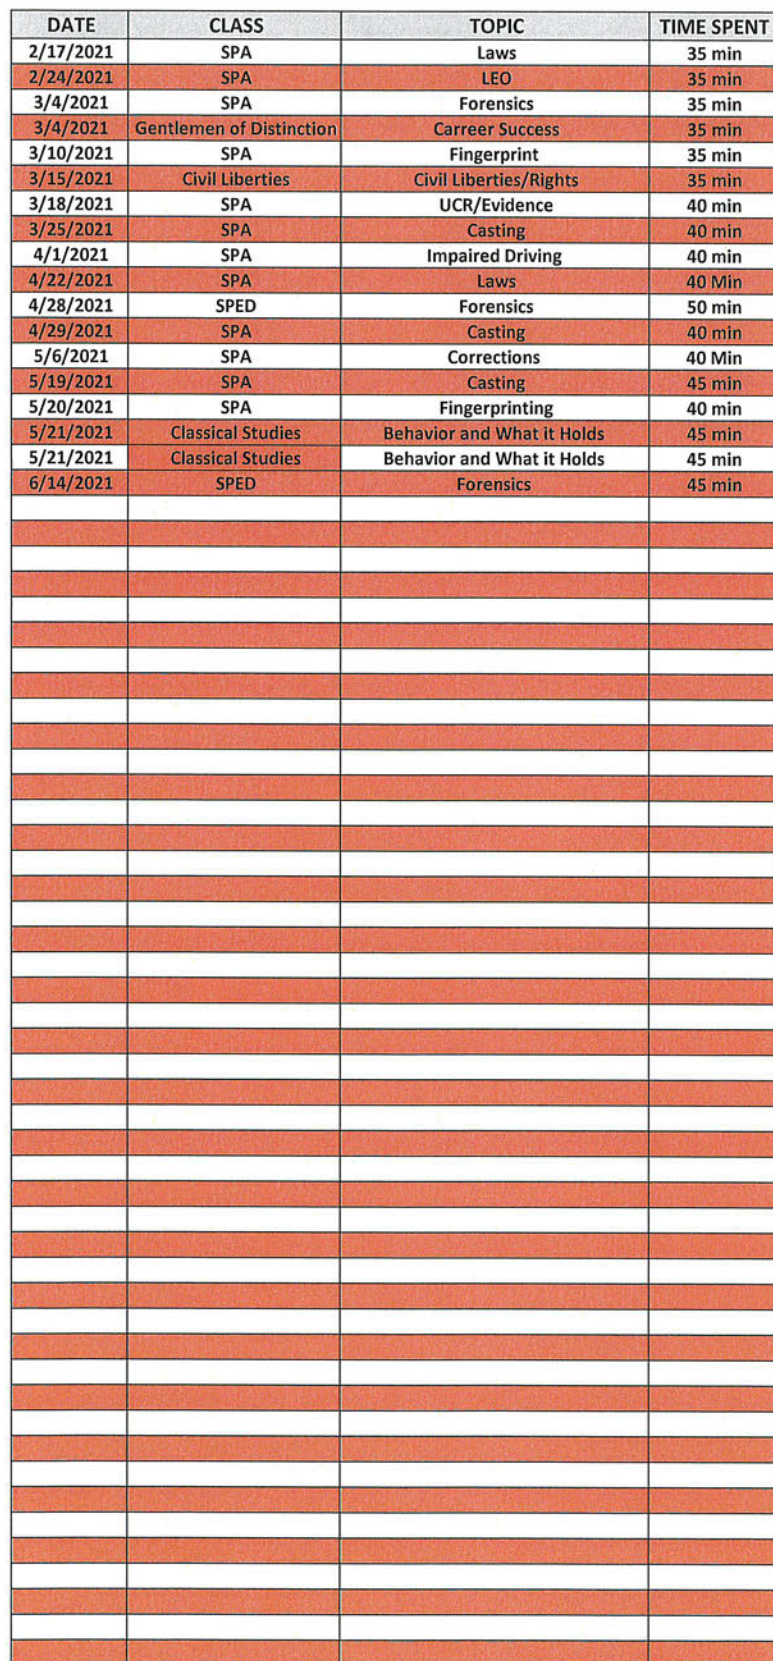 DATE CLASS TOPIC TIME SPENT
2/17/2021 SPA Laws 35 min
2/24/2021 SPA LEO 35 min
3/4/2021 SPA Forensics 35 min
3/4/2021 Gentlemen of Distinction Carreer Success 35 min
3/10/2021 SPA Fingerprint 35 min
3/15/2021 Civil Liberties Civil Liberties/Rights 35 min
3/18/2021 SPA UCR/Evidence 40 min
3/25/2021 SPA Casting 40 min
4/1/2021 SPA Impaired Driving 40 min
4/22/2021 SPA Laws 40 Min
4/28/2021 SPED Forensics 50 min
4/29/2021 SPA Casting 40 min
5/6/2021 SPA Corrections 40 Min
5/19/2021 SPA Casting 45 min
5/20/2021 SPA Fingerprinting 40 min
5/21/2021 Classical Studies Behavior and What it Holds 45 min
5/21/2021 Classical Studies Behavior and What it Holds 45 min
6/14/2021 SPED Forensics 45 min